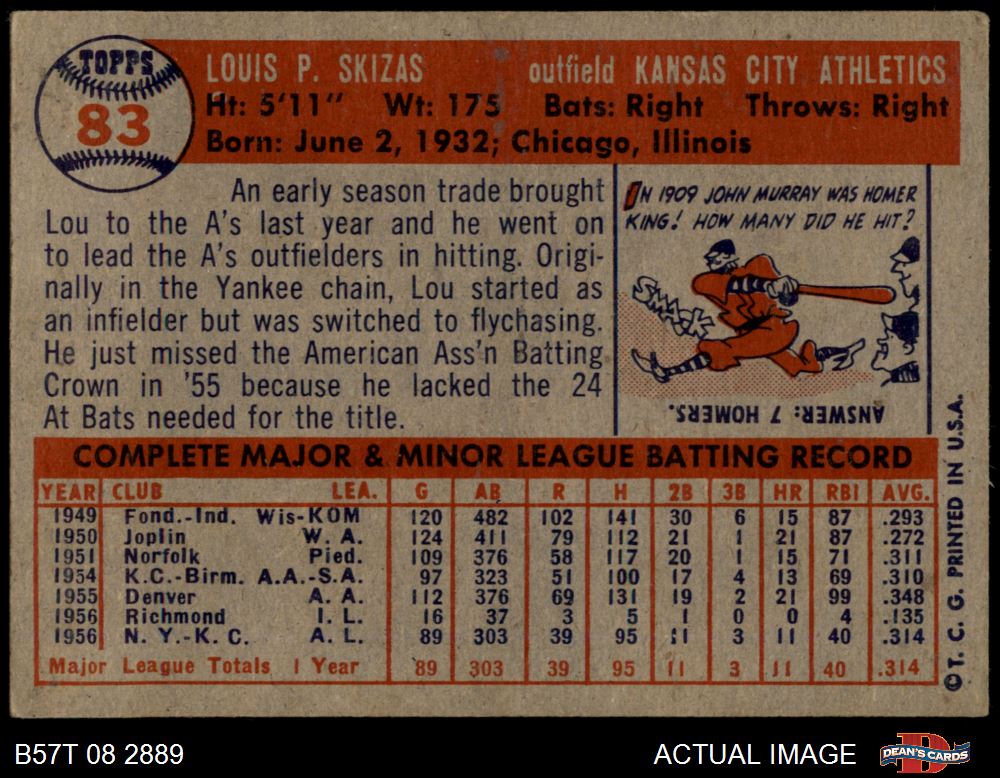 TOPPS
83
LOUIS P. SKIZAS outfield KANSAS CITY ATHLETICS
Ht: 5'11" Wt: 175 Bats: Right Throws: Right
Born: June 2, 1932; Chicago, Illinois
An early season trade brought
Lou to the A's last year and he went on
to lead the A's outfielders in hitting. Origi-
nally in the Yankee chain, Lou started as
an infielder but was switched to flychasing.
He just missed the American Ass'n Batting
Crown in '55 because he lacked the 24
At Bats needed for the title.
IN 1909 JOHN MURRAY WAS HOMER
KING! HOW MANY DID HE HIT?
SMACK
ANSWER: 7 HOMERS.
COMPLETE MAJOR & MINOR LEAGUE BATTING RECORD
YEAR CLUB LEA. G AB R H 2B 3B HR RBI AVG.
1949 Fond.-Ind. Wis-KOM 120 482 102 141 30 6 15 87 .293
1950 Joplin W. A. 124 411 79 112 21 1 21 87 .272
1951 Norfolk Pied. 109 376 58 117 20 1 15 71 .311
1954 K.C.-Birm. A.A.-S.A. 97 323 51 100 17 4 13 69 .310
1955 Denver A. A. 112 376 69 131 19 2 21 99 .348
1956 Richmond I. L. 16 37 3 5 1 0 0 4 .135
1956 N. Y.-K. C. A. L. 89 303 39 95 11 3 11 40 .314
Major League Totals 1 Year 89 303 39 95 11 3 11 40 .314
© T. C. G. PRINTED IN U.S.A.
B57T 08 2889 ACTUAL IMAGE DEAN'S CARDS